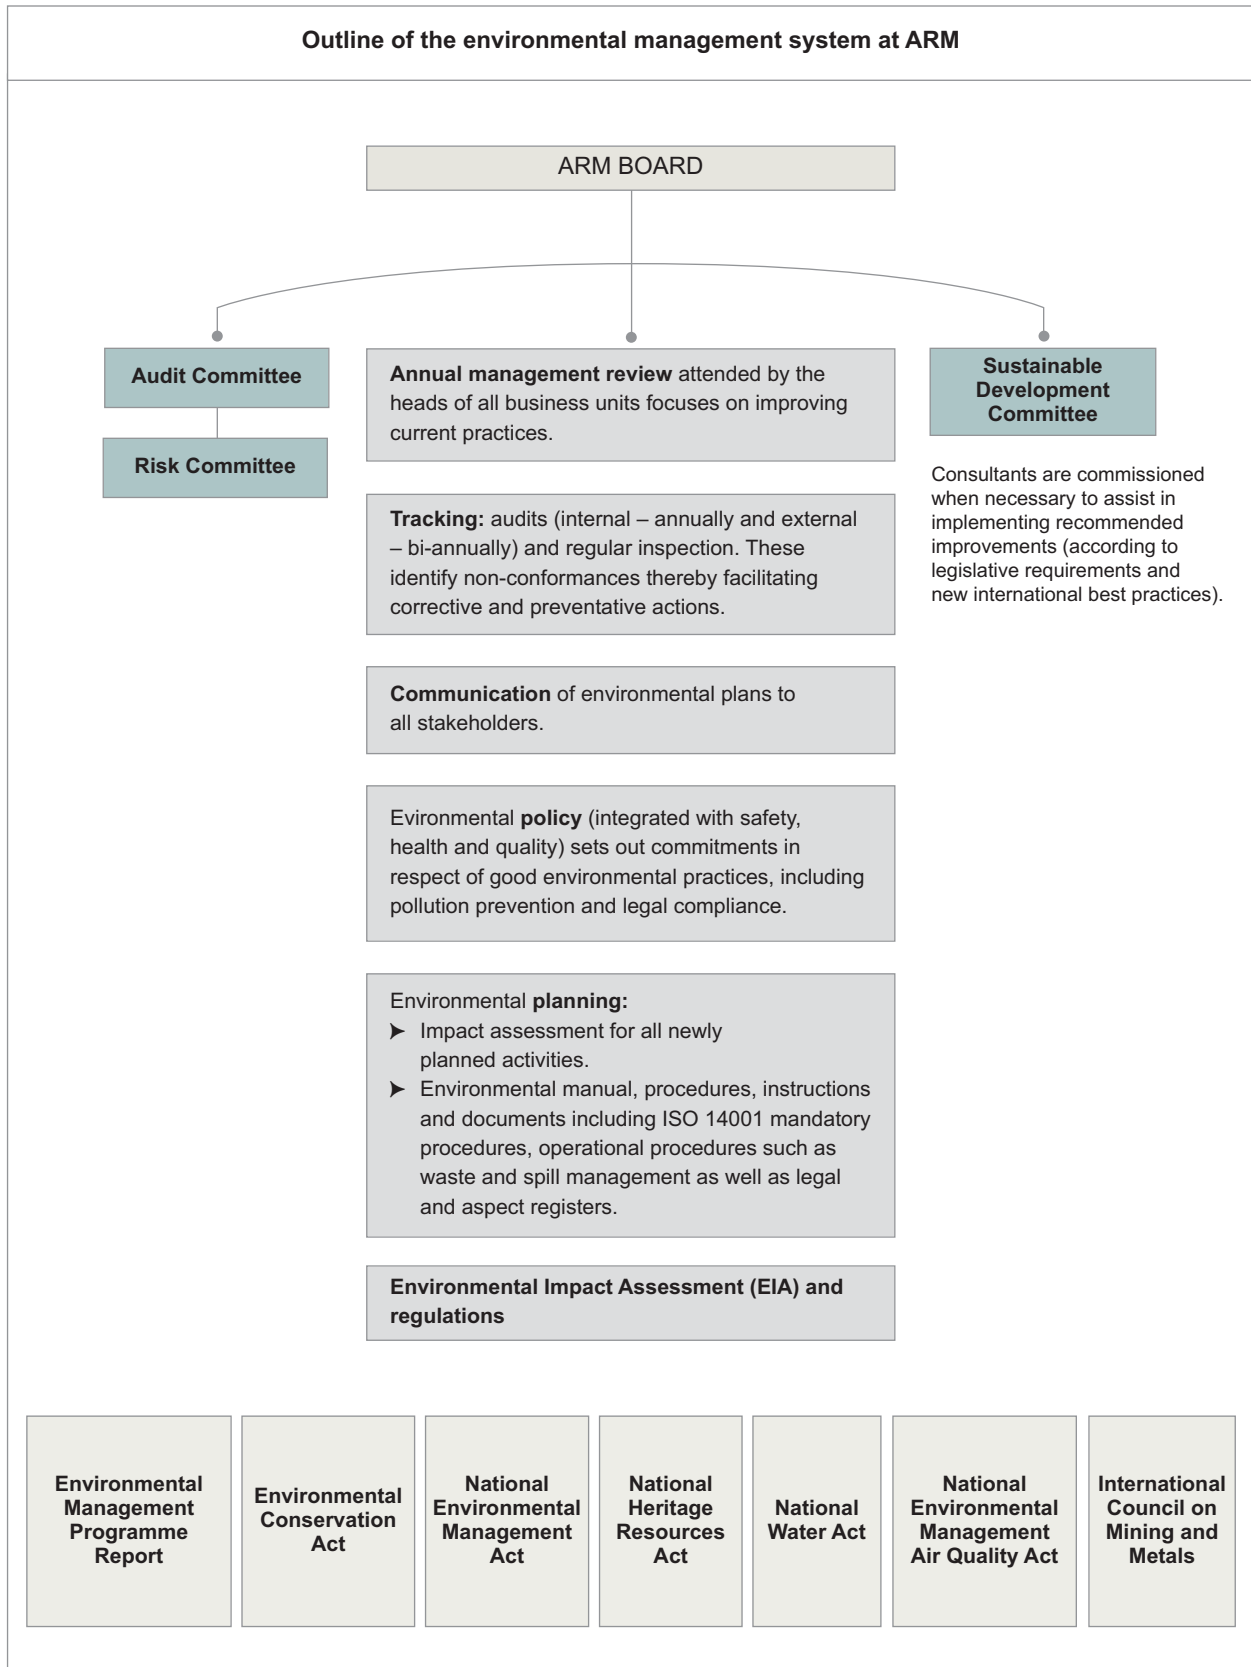 Outline of the environmental management system at ARM
ARM BOARD
Audit Committee
Risk Committee
Annual management review attended by the
heads of all business units focuses on improving
current practices.
Sustainable
Development
Committee
Consultants are commissioned
when necessary to assist in
implementing recommended
improvements (according to
legislative requirements and
new international best practices).
Tracking: audits (internal – annually and external
– bi-annually) and regular inspection. These
identify non-conformances thereby facilitating
corrective and preventative actions.
Communication of environmental plans to
all stakeholders.
Evironmental policy (integrated with safety,
health and quality) sets out commitments in
respect of good environmental practices, including
pollution prevention and legal compliance.
Environmental planning:
➤ Impact assessment for all newly
planned activities.
➤ Environmental manual, procedures, instructions
and documents including ISO 14001 mandatory
procedures, operational procedures such as
waste and spill management as well as legal
and aspect registers.
Environmental Impact Assessment (EIA) and
regulations
Environmental
Management
Programme
Report
Environmental
Conservation
Act
National
Environmental
Management
Act
National
Heritage
Resources
Act
National
Water Act
National
Environmental
Management
Air Quality Act
International
Council on
Mining and
Metals